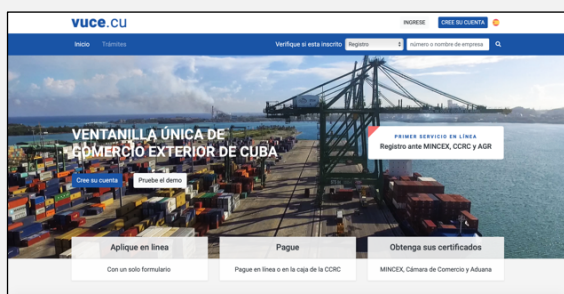 vuce.cu
INGRESE
CREE SU CUENTA
Inicio
Trámites
Verifique si esta inscrito
Registro
número o nombre de empresa
VENTANILLA ÚNICA DE
COMERCIO EXTERIOR DE CUBA
PRIMER SERVICIO EN LÍNEA
Registro ante MINCEX, CCRC y AGR
Cree su cuenta
Pruebe el demo
Aplique en linea
Pague
Obtenga sus certificados
Con un solo formulario
Pague en linea o en la caja de la CCRC
MINCEX, Cámara de Comercio y Aduana